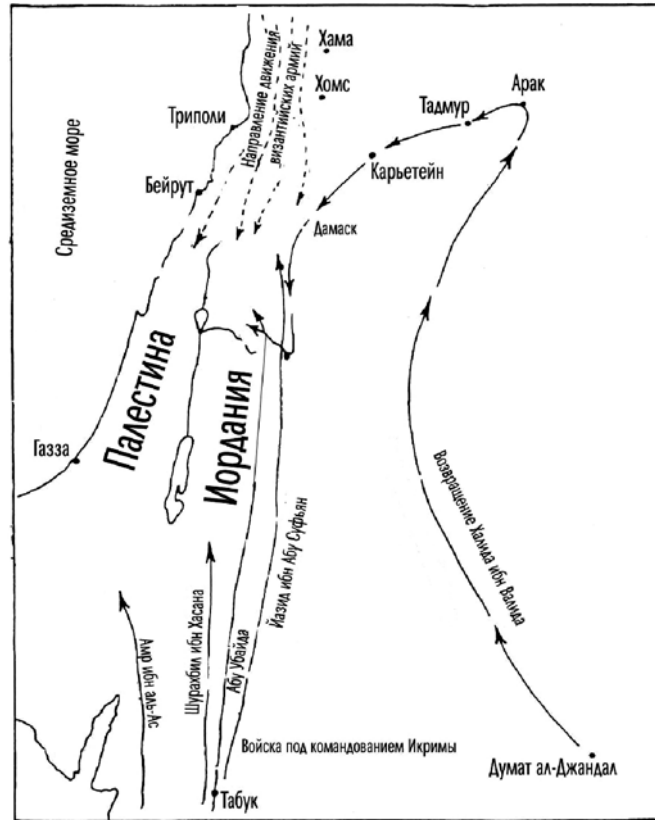 Хама
Направление движения
византийских армий
Хомс
Арак
Тадмур
Триполи
Карьетейн
Бейрут
Средиземное море
Дамаск
Палестина
Иордания
Газза
Возвращение Халида ибн Валида
Йазид ибн Абу Суфьян
Абу Убайда
Шурахбил ибн Хасана
Амр ибн аль-Ас
Войска под командованием Икримы
Думат ал-Джандал
Табук